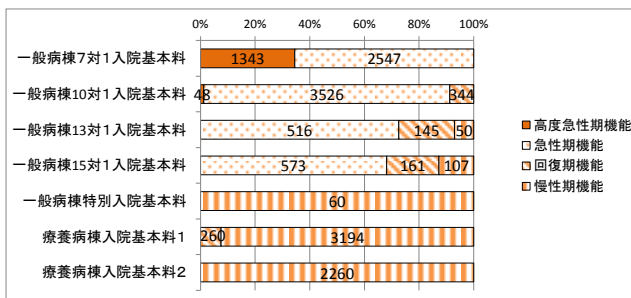 0% 20% 40% 60% 80% 100%
一般病棟7対1入院基本料 1343 2547
一般病棟10対1入院基本料 48 3526 344
一般病棟13対1入院基本料 516 145 50
一般病棟15対1入院基本料 573 161 107
一般病棟特別入院基本料 60
療養病棟入院基本料1 260 3194
療養病棟入院基本料2 2260
高度急性期機能
急性期機能
回復期機能
慢性期機能